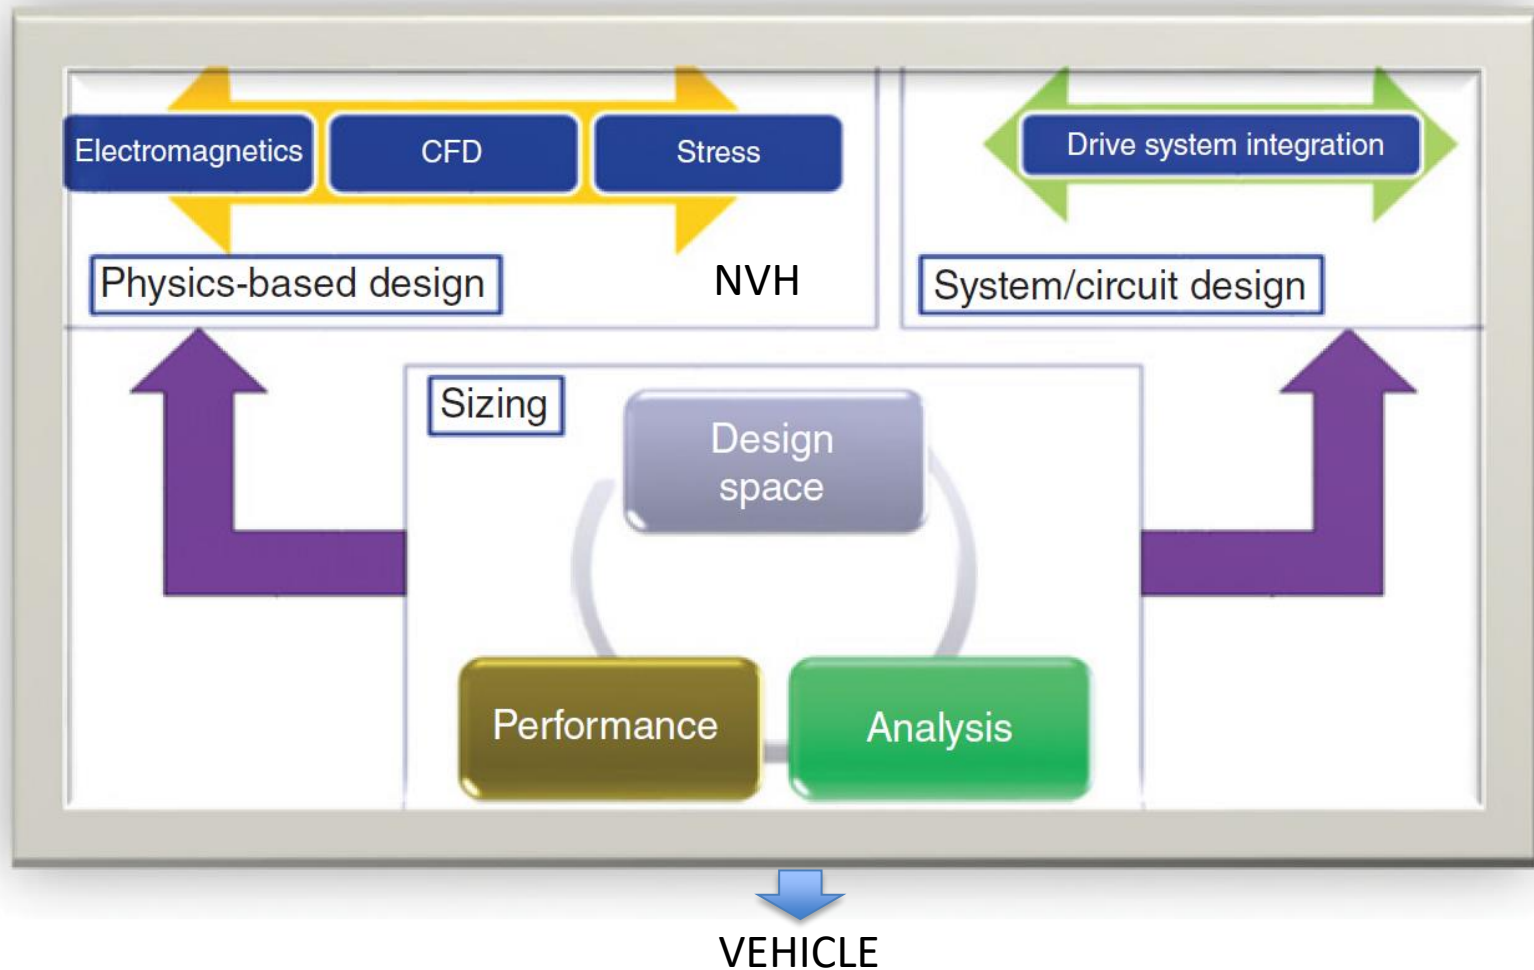 Electromagnetics
CFD
Stress
Drive system integration
Physics-based design
NVH
System/circuit design
Sizing
Design
space
Performance
Analysis
VEHICLE